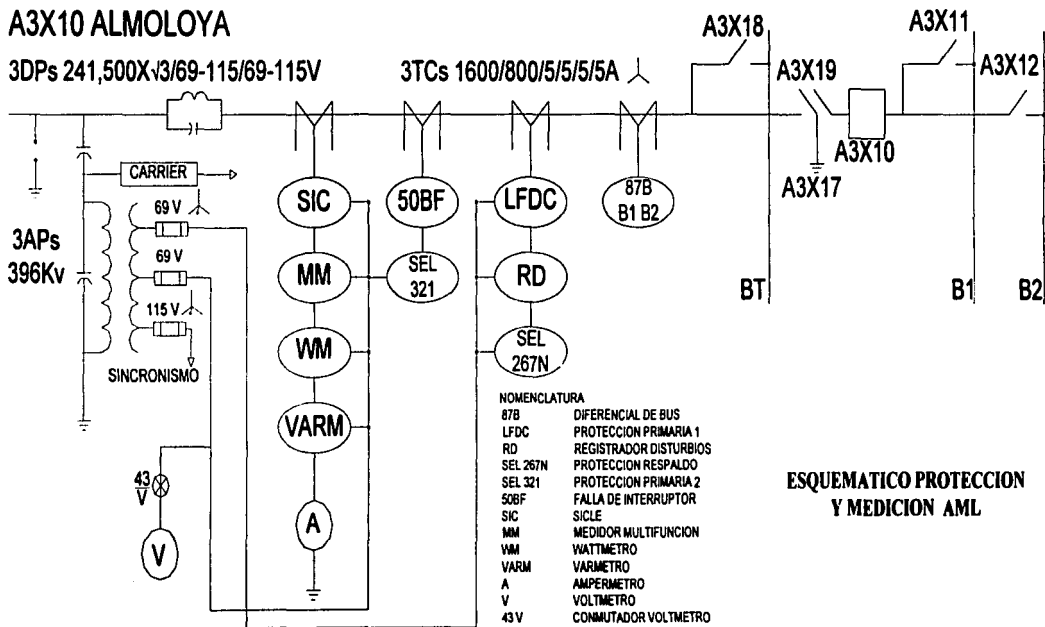 A3X10 ALMOLOYA
3DPs 241,500X√3/69-115/69-115V
3TCs 1600/800/5/5/5/5A
A3X18
A3X11
A3X19
A3X12
A3X10
A3X17
CARRIER
69 V
69 V
115 V
3APs
396Kv
SINCRONISMO
43
V
V
SIC
MM
WM
VARM
A
50BF
SEL
321
LFDC
RD
SEL
267N
87B
B1 B2
BT
B1
B2
NOMENCLATURA
87B DIFERENCIAL DE BUS
LFDC PROTECCION PRIMARIA 1
RD REGISTRADOR DISTURBIOS
SEL 267N PROTECCION RESPALDO
SEL 321 PROTECCION PRIMARIA 2
50BF FALLA DE INTERRUPTOR
SIC SICLE
MM MEDIDOR MULTIFUNCION
WM WATTMETRO
VARM VARMETRO
A AMPERMETRO
V VOLTMETRO
43 V CONMUTADOR VOLTMETRO
ESQUEMATICO PROTECCION
Y MEDICION AML